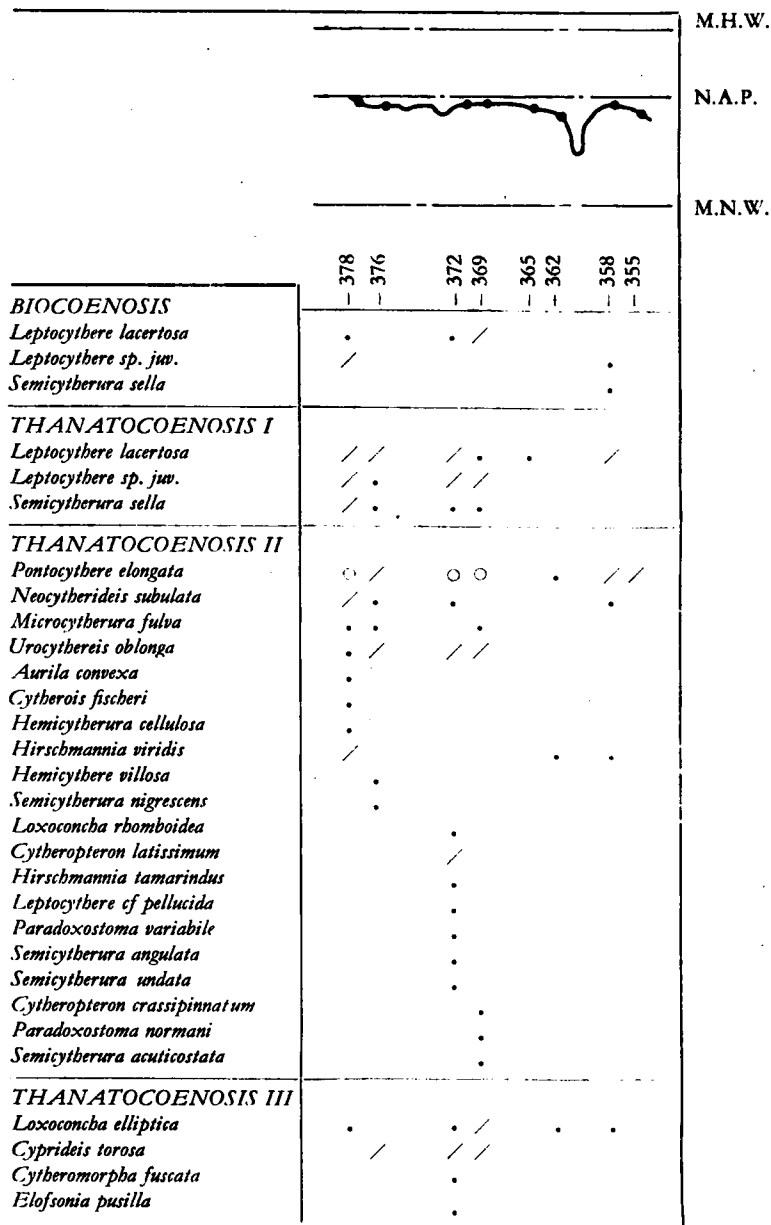 M.H.W.
N.A.P.
M.N.W.
378 376 372 369 365 362 358 355
BIOCOENOSIS
Leptocythere lacertosa
Leptocythere sp. juv.
Semicytherura sella
THANATOCOENOSIS I
Leptocythere lacertosa
Leptocythere sp. juv.
Semicytherura sella
THANATOCOENOSIS II
Pontocythere elongata
Neocytherideis subulata
Microcytherura fulva
Urocythereis oblonga
Aurila convexa
Cytherois fischeri
Hemicytherura cellulosa
Hirschmannia viridis
Hemicythere villosa
Semicytherura nigrescens
Loxoconcha rhomboidea
Cytheropteron latissimum
Hirschmannia tamarindus
Leptocythere cf pellucida
Paradoxostoma variabile
Semicytherura angulata
Semicytherura undata
Cytheropteron crassipinnatum
Paradoxostoma normani
Semicytherura acuticostata
THANATOCOENOSIS III
Loxoconcha elliptica
Cyprideis torosa
Cytheromorpha fuscata
Elofsonia pusilla